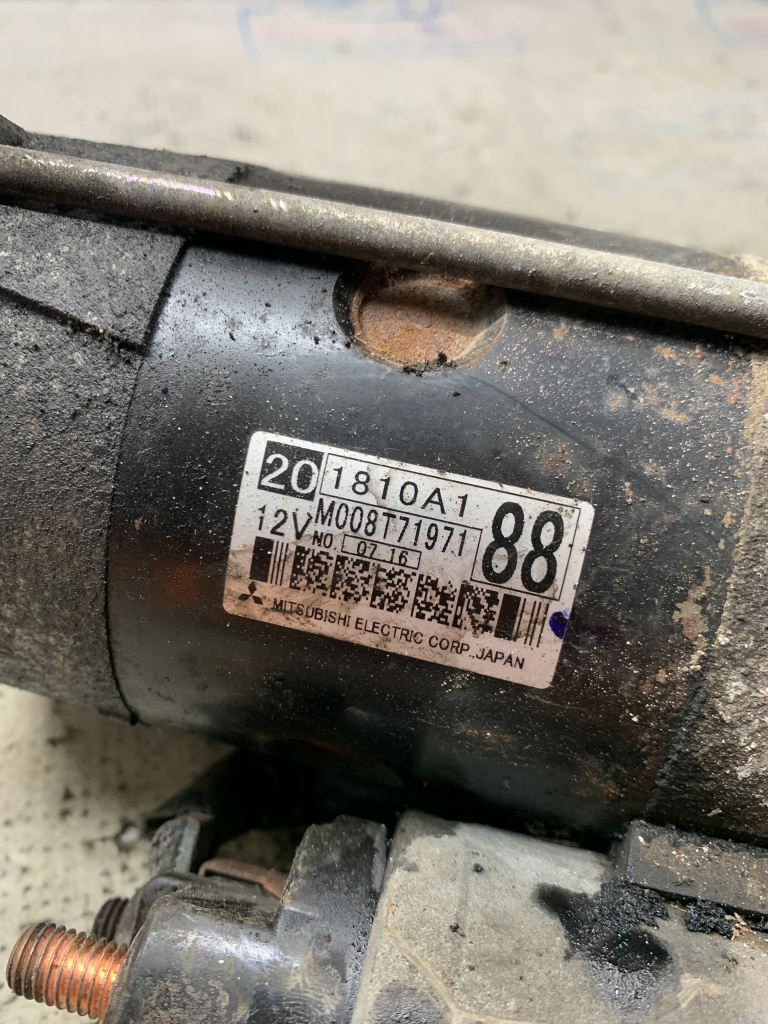 20 1810A1
12V M008T71971 88
NO 07 16
MITSUBISHI ELECTRIC CORP., JAPAN